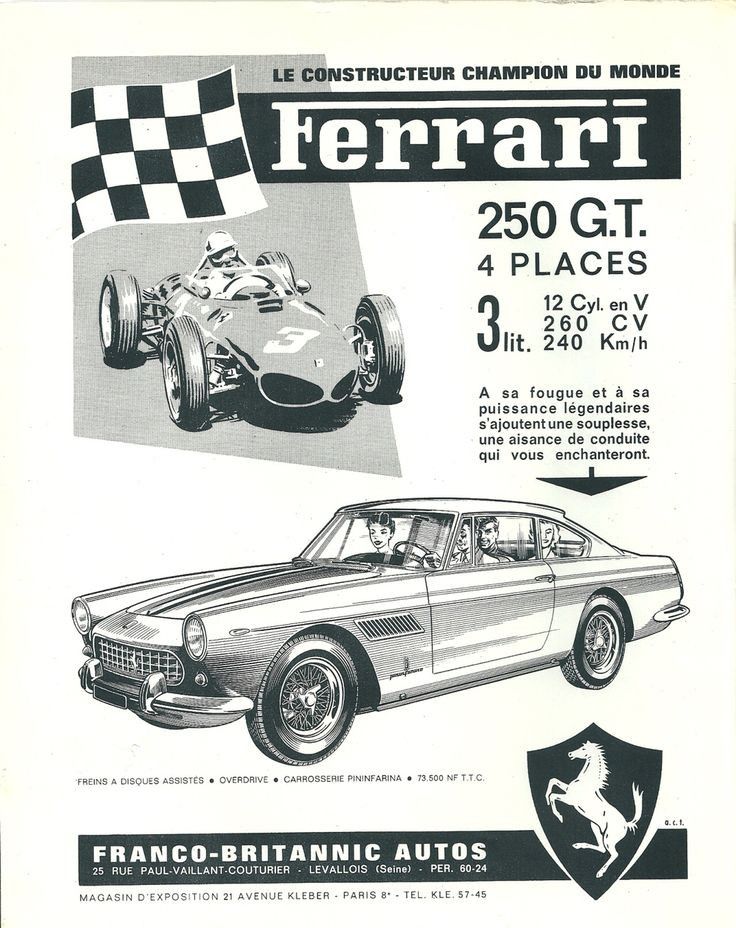 LE CONSTRUCTEUR CHAMPION DU MONDE
Ferrari
250 G.T.
4 PLACES
3 lit.
12 Cyl. en V
260 CV
240 Km/h
A sa fougue et à sa
puissance légendaires
s'ajoutent une souplesse,
une aisance de conduite
qui vous enchanteront.
3
pininfarina
FREINS A DISQUES ASSISTÉS ● OVERDRIVE ● CARROSSERIE PININFARINA ● 73.500 NF T.T.C.
a.c.t.
FRANCO-BRITANNIC AUTOS
25 RUE PAUL-VAILLANT-COUTURIER - LEVALLOIS (Seine) - PER. 60-24
MAGASIN D'EXPOSITION 21 AVENUE KLEBER - PARIS 8e - TEL. KLE. 57-45